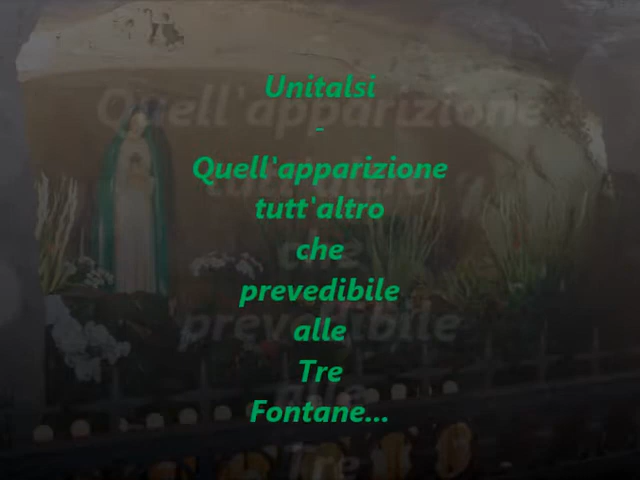 Unitalsi
-
Quell'apparizione
tutt'altro
che
prevedibile
alle
Tre
Fontane...